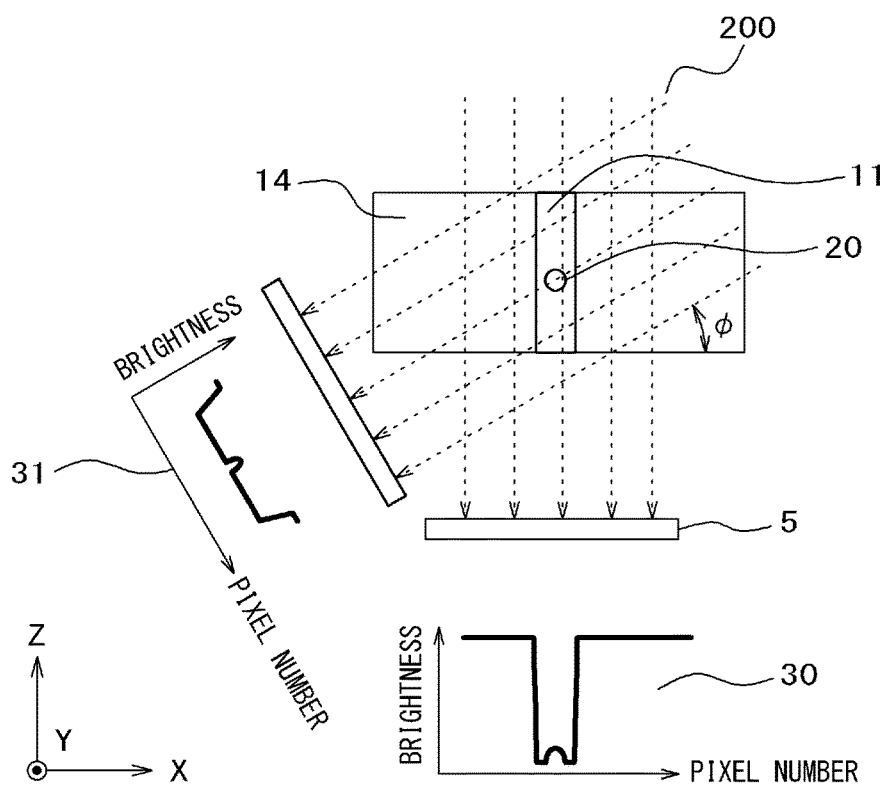 200
14
11
20
BRIGHTNESS
φ
31
5
PIXEL NUMBER
Z
Y
X
BRIGHTNESS
30
PIXEL NUMBER